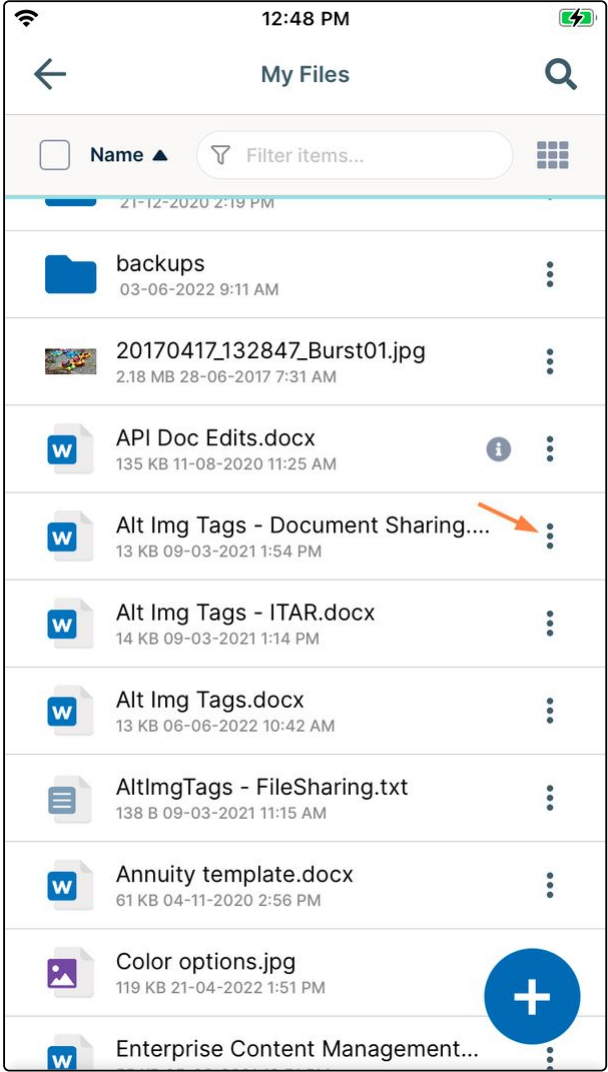 12:48 PM
My Files
Name
Filter items...
21-12-2020 2:19 PM
backups
03-06-2022 9:11 AM
20170417_132847_Burst01.jpg
2.18 MB 28-06-2017 7:31 AM
W
API Doc Edits.docx
135 KB 11-08-2020 11:25 AM
W
Alt Img Tags - Document Sharing....
13 KB 09-03-2021 1:54 PM
W
Alt Img Tags - ITAR.docx
14 KB 09-03-2021 1:14 PM
W
Alt Img Tags.docx
13 KB 06-06-2022 10:42 AM
AltImgTags - FileSharing.txt
138 B 09-03-2021 11:15 AM
W
Annuity template.docx
61 KB 04-11-2020 2:56 PM
Color options.jpg
119 KB 21-04-2022 1:51 PM
W
Enterprise Content Management...